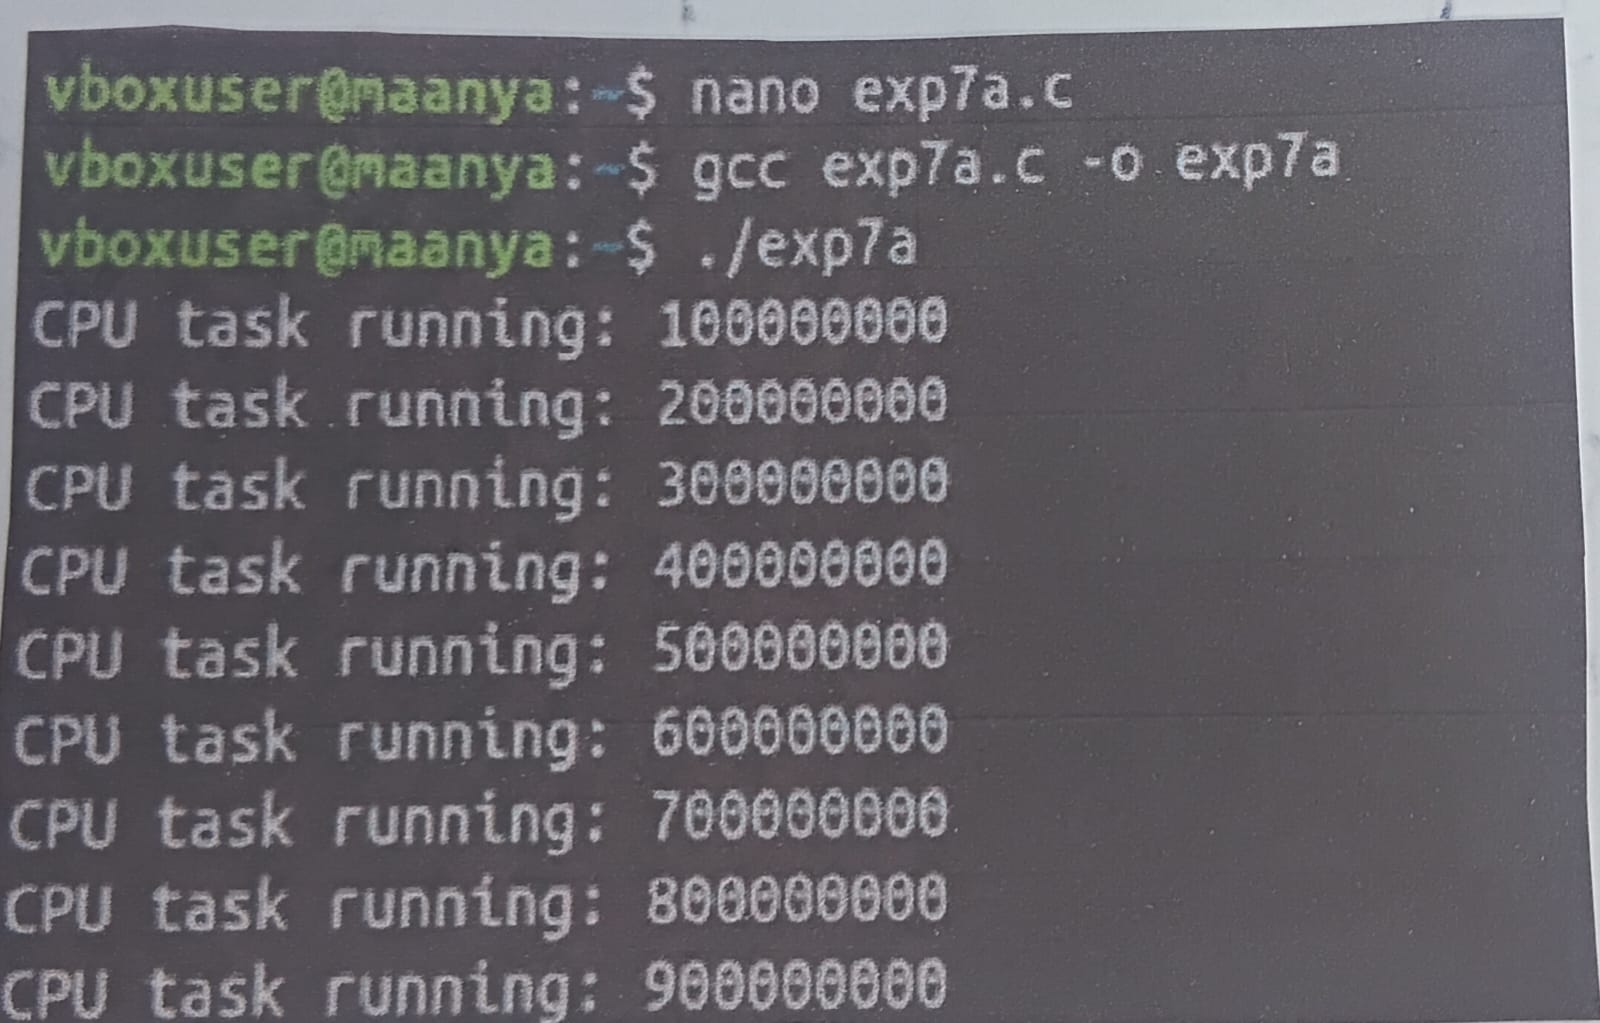 vboxuser@maanya:~$ nano exp7a.c
vboxuser@maanya:~$ gcc exp7a.c -o exp7a
vboxuser@maanya:~$ ./exp7a
CPU task running: 100000000
CPU task running: 200000000
CPU task running: 300000000
CPU task running: 400000000
CPU task running: 500000000
CPU task running: 600000000
CPU task running: 700000000
CPU task running: 800000000
CPU task running: 900000000